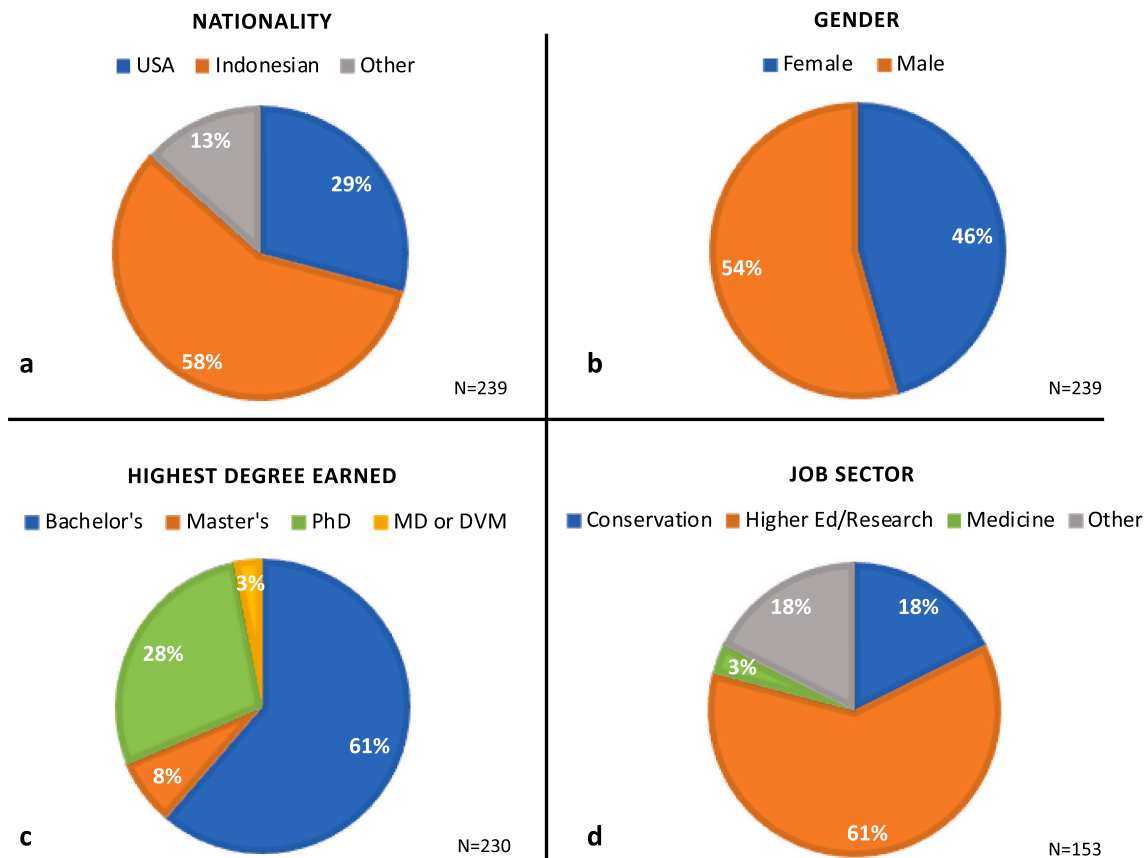 NATIONALITY
USA Indonesian Other
13%
29%
58%
a
N=239
GENDER
Female Male
46%
54%
b
N=239
HIGHEST DEGREE EARNED
Bachelor's Master's PhD MD or DVM
3%
28%
61%
8%
c
N=230
JOB SECTOR
Conservation Higher Ed/Research Medicine Other
18% 18%
3%
61%
d
N=153